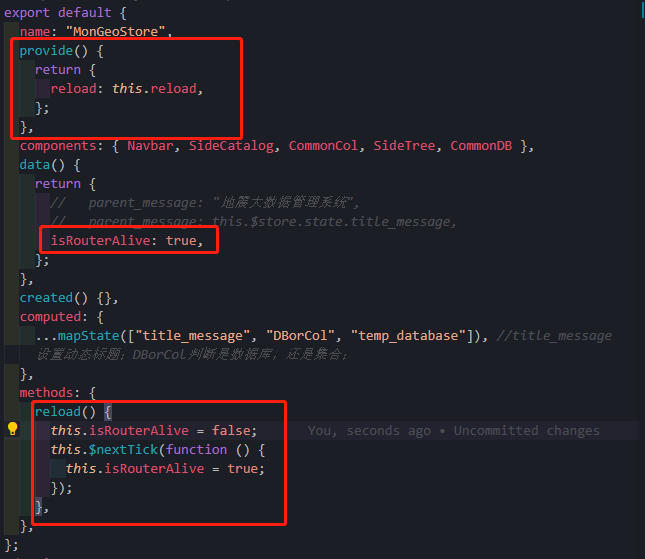 export default {
name: "MonGeoStore",
provide() {
return {
reload: this.reload,
};
},
components: { Navbar, SideCatalog, CommonCol, SideTree, CommonDB },
data() {
return {
//   parent_message: "地震大数据管理系统",
//   parent_message: this.$store.state.title_message,
isRouterAlive: true,
};
},
created() {},
computed: {
...mapState(["title_message", "DBorCol", "temp_database"]), //title_message
设置动态标题；DBorCol判断是数据库，还是集合；
},
methods: {
reload() {
this.isRouterAlive = false; You, seconds ago • Uncommitted changes
this.$nextTick(function () {
this.isRouterAlive = true;
});
},
},
};